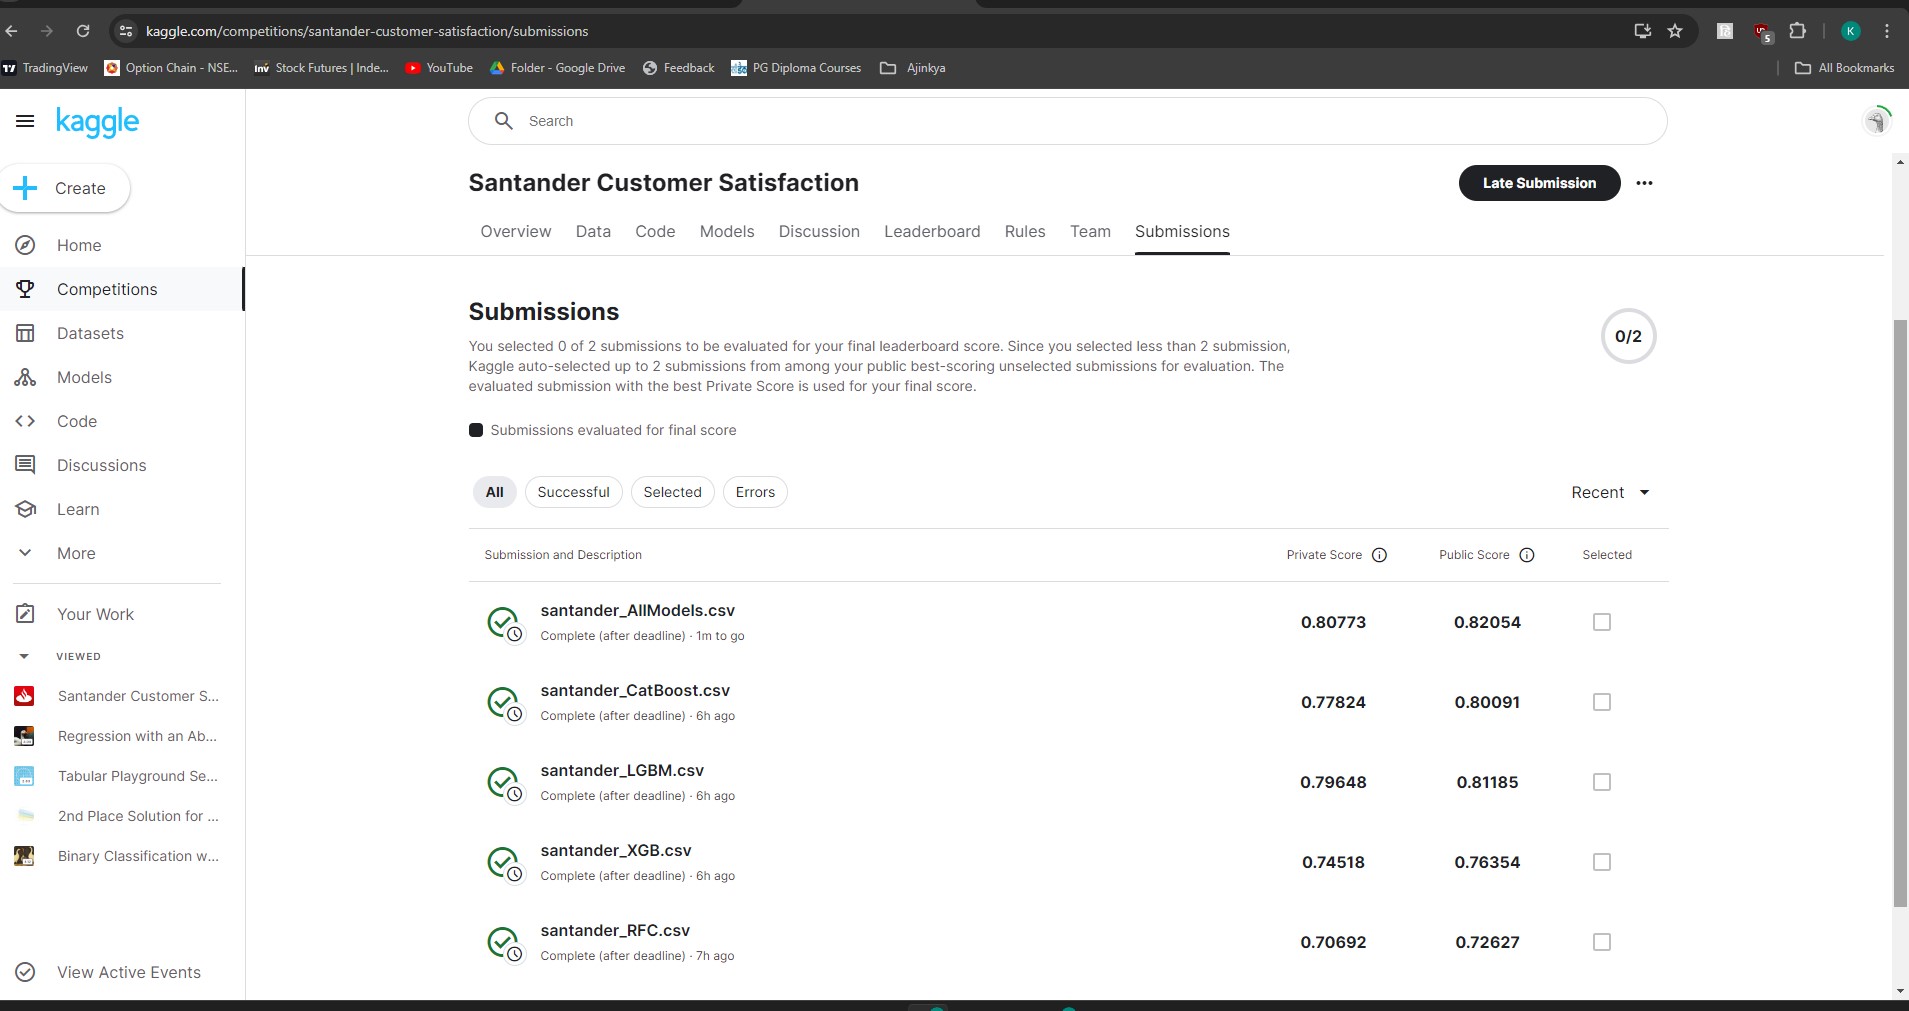 kaggle.com/competitions/santander-customer-satisfaction/submissions
5
K
TradingView
Option Chain - NSE...
Inv
Stock Futures | Inde...
YouTube
Folder - Google Drive
Feedback
PG Diploma Courses
Ajinkya
All Bookmarks
kaggle
Search
Create
Home
Competitions
Datasets
Models
Code
Discussions
Learn
More
Your Work
VIEWED
Santander Customer S...
Regression with an Ab...
Tabular Playground Se...
2nd Place Solution for ...
Binary Classification w...
View Active Events
Santander Customer Satisfaction
Late Submission
Overview
Data
Code
Models
Discussion
Leaderboard
Rules
Team
Submissions
Submissions
0/2
You selected 0 of 2 submissions to be evaluated for your final leaderboard score. Since you selected less than 2 submission,
Kaggle auto-selected up to 2 submissions from among your public best-scoring unselected submissions for evaluation. The
evaluated submission with the best Private Score is used for your final score.
Submissions evaluated for final score
All
Successful
Selected
Errors
Recent
Submission and Description
Private Score
Public Score
Selected
santander_AllModels.csv
Complete (after deadline) · 1m to go
0.80773
0.82054
santander_CatBoost.csv
Complete (after deadline) · 6h ago
0.77824
0.80091
santander_LGBM.csv
Complete (after deadline) · 6h ago
0.79648
0.81185
santander_XGB.csv
Complete (after deadline) · 6h ago
0.74518
0.76354
santander_RFC.csv
Complete (after deadline) · 7h ago
0.70692
0.72627